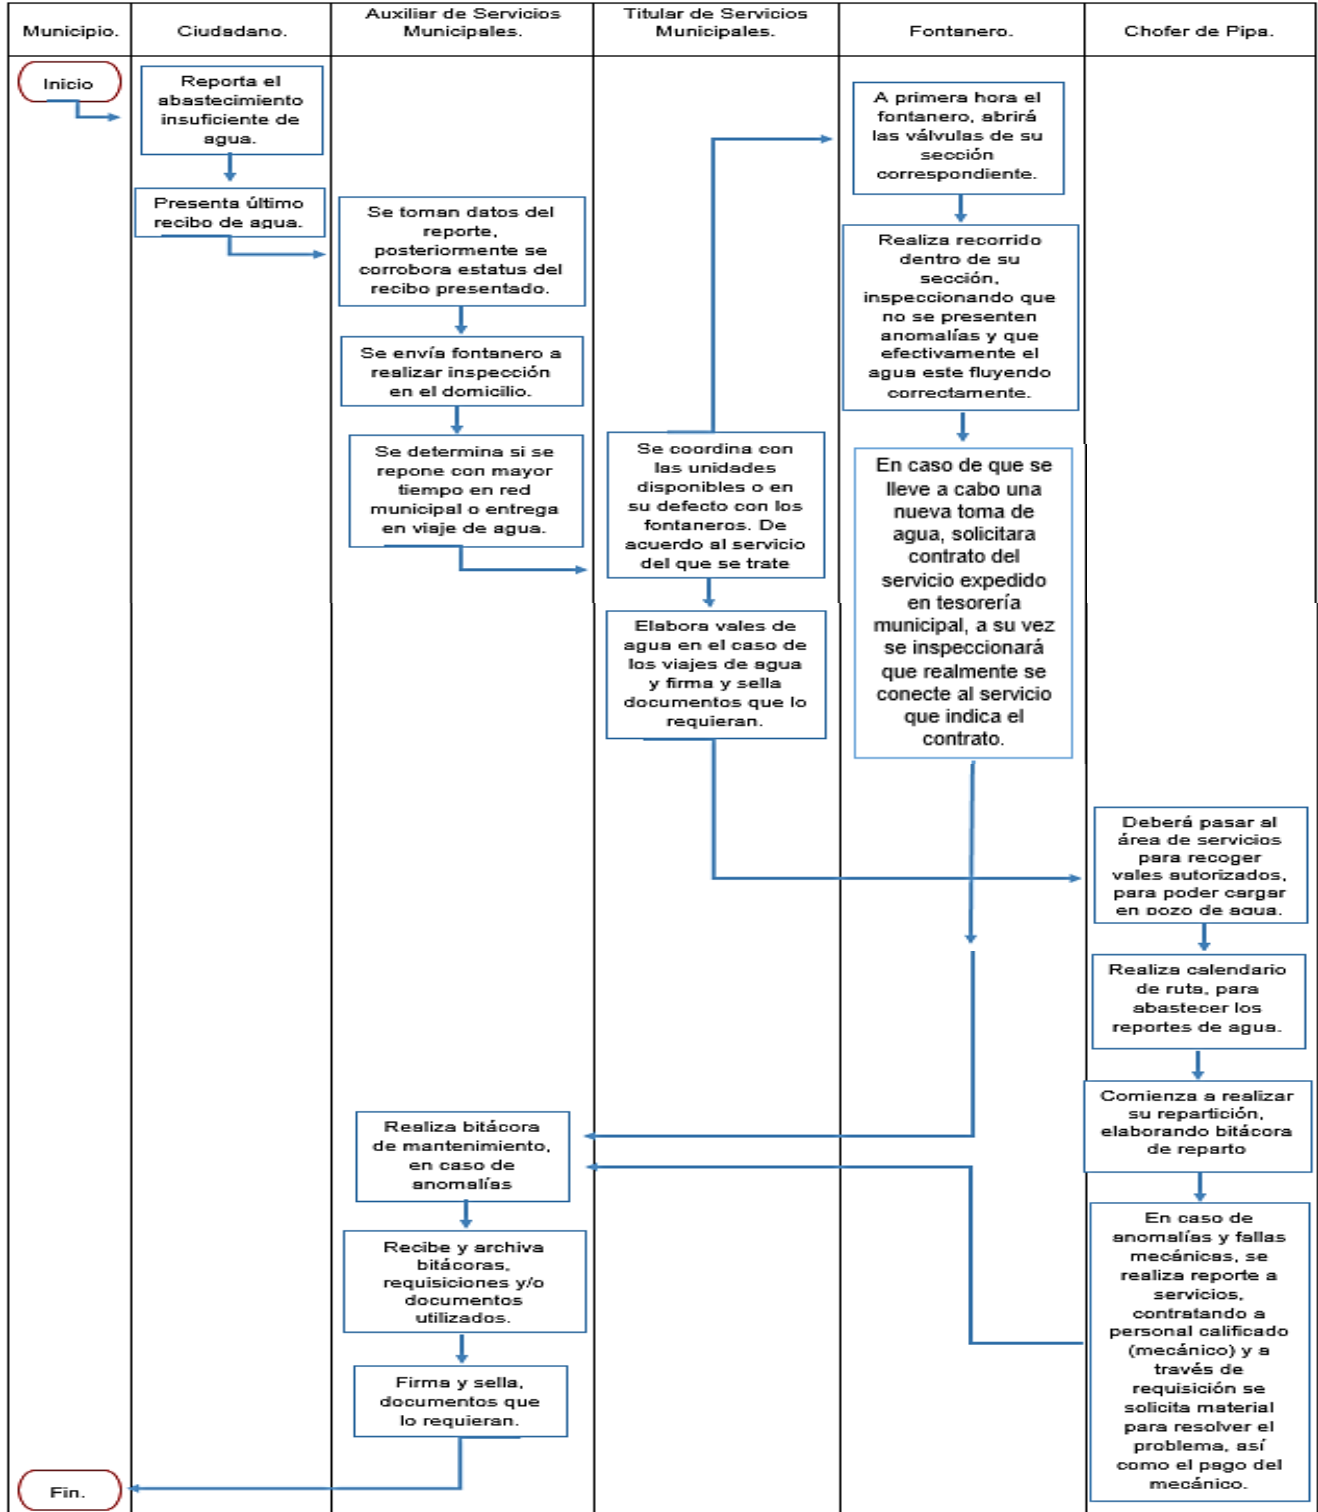 Municipio.
Ciudadano.
Auxiliar de Servicios
Municipales.
Titular de Servicios
Municipales.
Fontanero.
Chofer de Pipa.
Inicio
Reporta el
abastecimiento
insuficiente de
agua.
Presenta último
recibo de agua.
Se toman datos del
reporte,
posteriormente se
corrobora estatus del
recibo presentado.
Se envía fontanero a
realizar inspección
en el domicilio.
Se determina si se
repone con mayor
tiempo en red
municipal o entrega
en viaje de agua.
Se coordina con
las unidades
disponibles o en
su defecto con los
fontaneros. De
acuerdo al servicio
del que se trate
Elabora vales de
agua en el caso de
los viajes de agua
y firma y sella
documentos que lo
requieran.
A primera hora el
fontanero, abrirá
las válvulas de su
sección
correspondiente.
Realiza recorrido
dentro de su
sección,
inspeccionando que
no se presenten
anomalías y que
efectivamente el
agua este fluyendo
correctamente.
En caso de que se
lleve a cabo una
nueva toma de
agua, solicitara
contrato del
servicio expedido
en tesorería
municipal, a su vez
se inspeccionará
que realmente se
conecte al servicio
que indica el
contrato.
Deberá pasar al
área de servicios
para recoger
vales autorizados,
para poder cargar
en pozo de agua.
Realiza calendario
de ruta, para
abastecer los
reportes de agua.
Comienza a realizar
su repartición,
elaborando bitácora
de reparto
En caso de
anomalías y fallas
mecánicas, se
realiza reporte a
servicios,
contratando a
personal calificado
(mecánico) y a
través de
requisición se
solicita material
para resolver el
problema, así
como el pago del
mecánico.
Realiza bitácora
de mantenimiento,
en caso de
anomalías
Recibe y archiva
bitácoras,
requisiciones y/o
documentos
utilizados.
Firma y sella,
documentos que
lo requieran.
Fin.